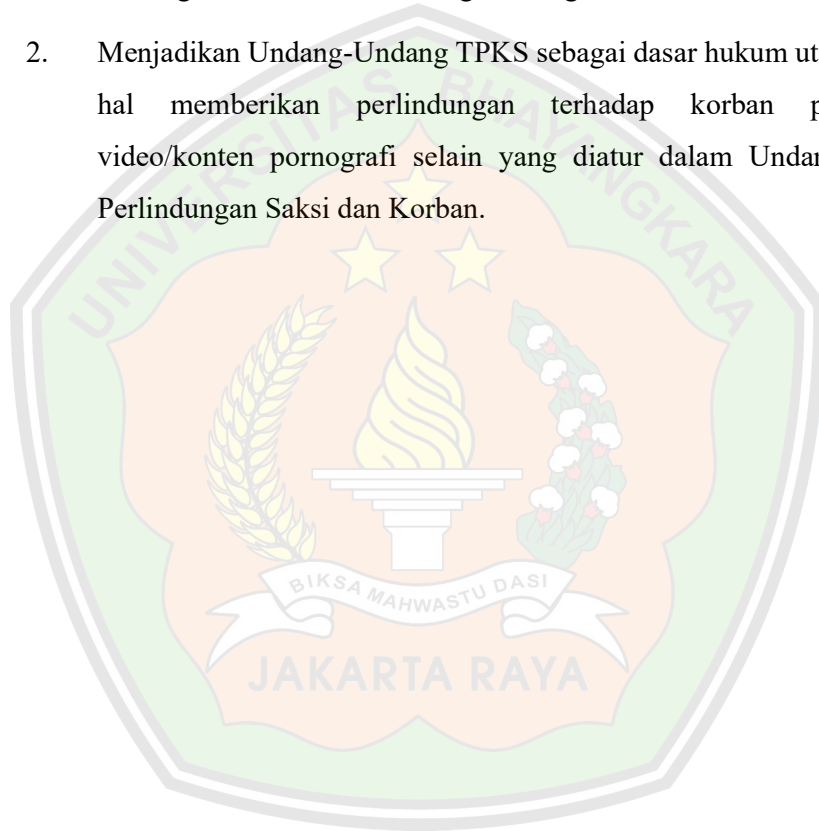 2. Menjadikan Undang-Undang TPKS sebagai dasar hukum ut
hal memberikan perlindungan terhadap korban p
video/konten pornografi selain yang diatur dalam Undan
Perlindungan Saksi dan Korban.
UNIVERSITAS BHAYANGKARA
BIKSA MAHWASTU DASI
JAKARTA RAYA